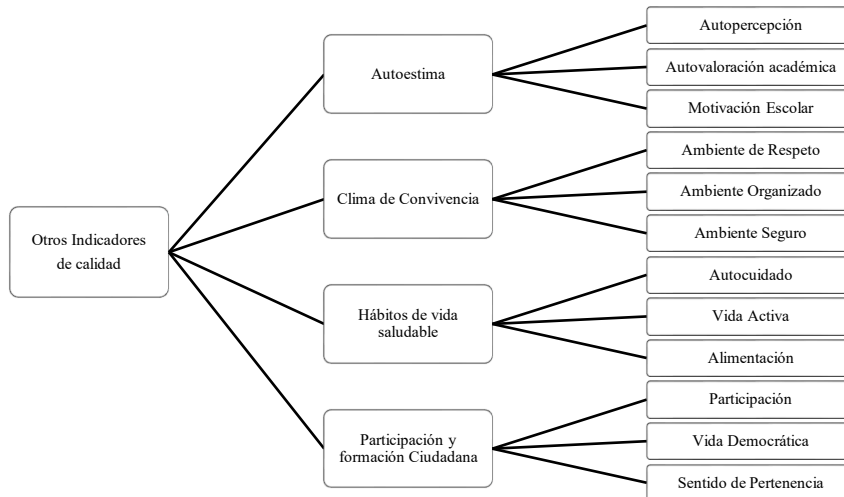 Otros Indicadores
de calidad
Autoestima
Autopercepción
Autovaloración académica
Motivación Escolar
Clima de Convivencia
Ambiente de Respeto
Ambiente Organizado
Ambiente Seguro
Hábitos de vida
saludable
Autocuidado
Vida Activa
Alimentación
Participación y
formación Ciudadana
Participación
Vida Democrática
Sentido de Pertenencia